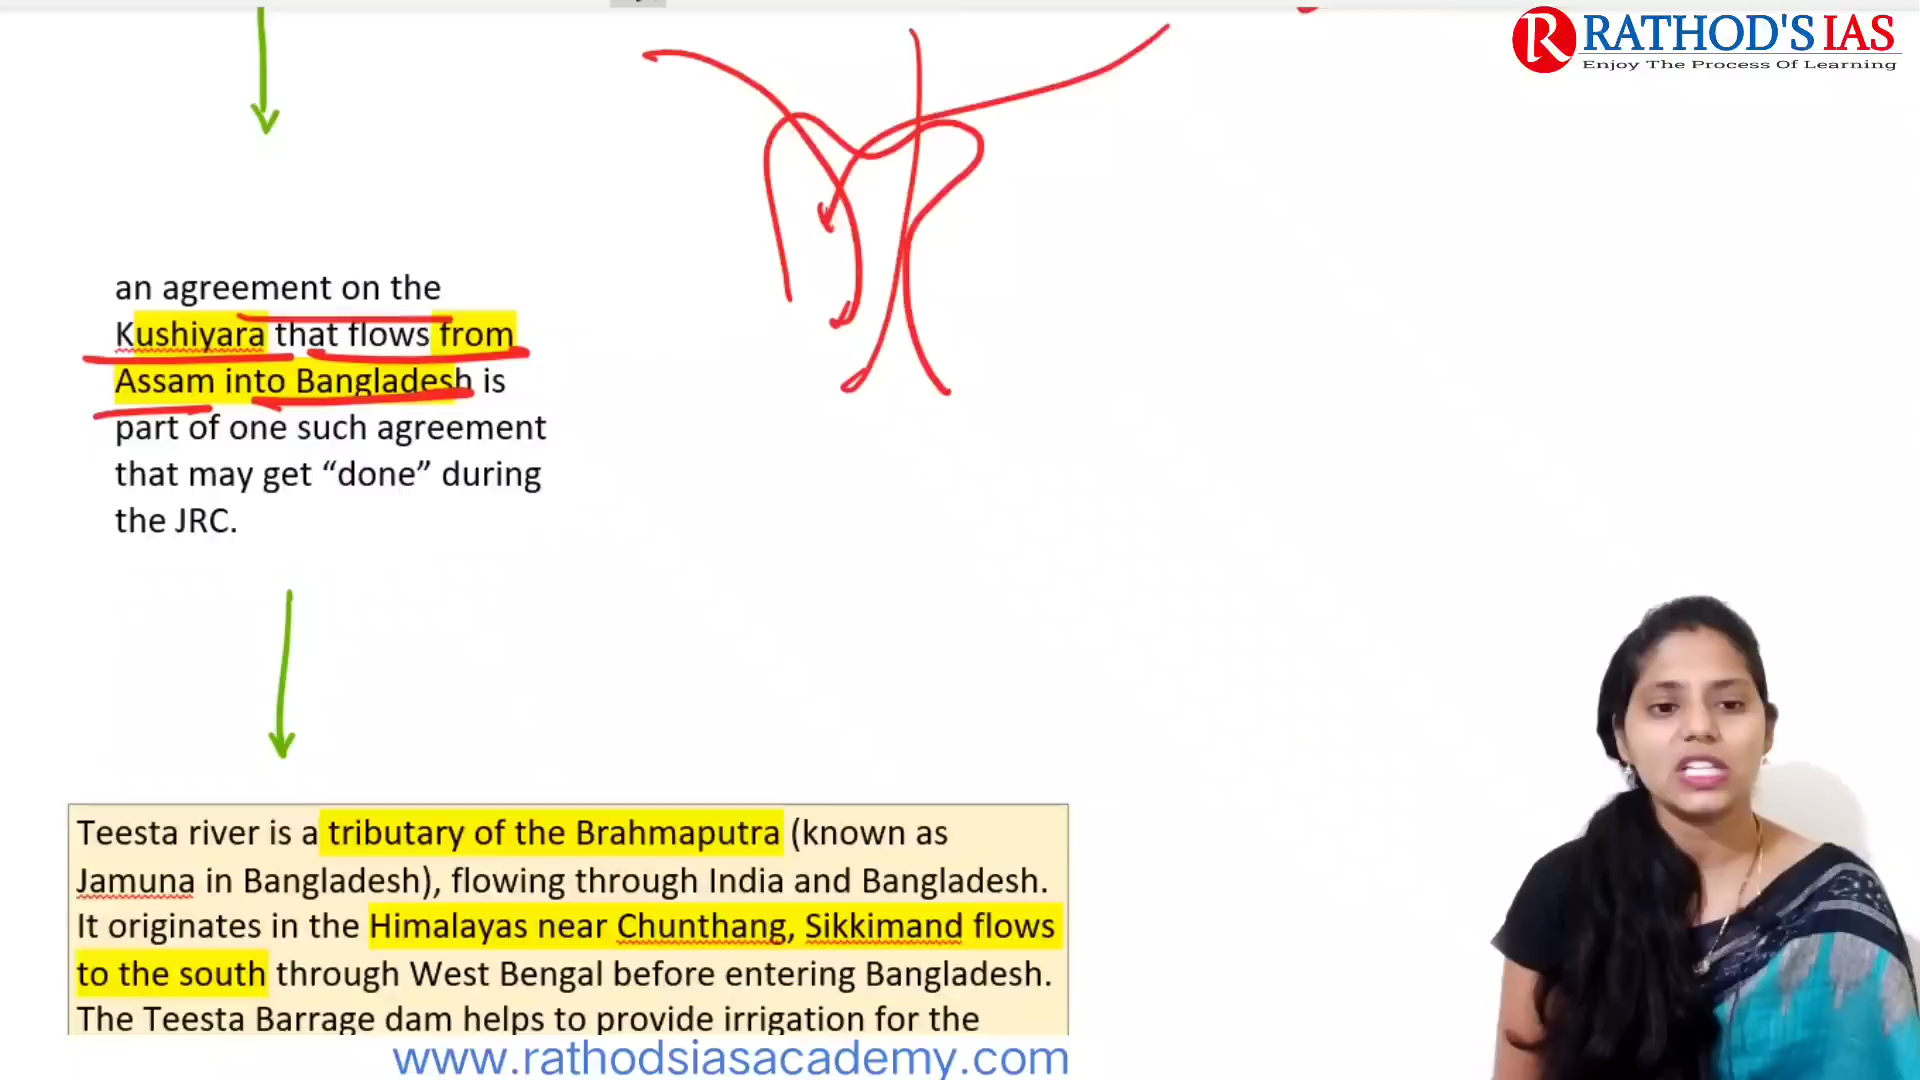 RATHOD'S IAS
Enjoy The Process Of Learning
an agreement on the
Kushiyara that flows from
Assam into Bangladesh is
part of one such agreement
that may get “done” during
the JRC.
Teesta river is a tributary of the Brahmaputra (known as
Jamuna in Bangladesh), flowing through India and Bangladesh.
It originates in the Himalayas near Chunthang, Sikkimand flows
to the south through West Bengal before entering Bangladesh.
The Teesta Barrage dam helps to provide irrigation for the
www.rathodsiasacademy.com